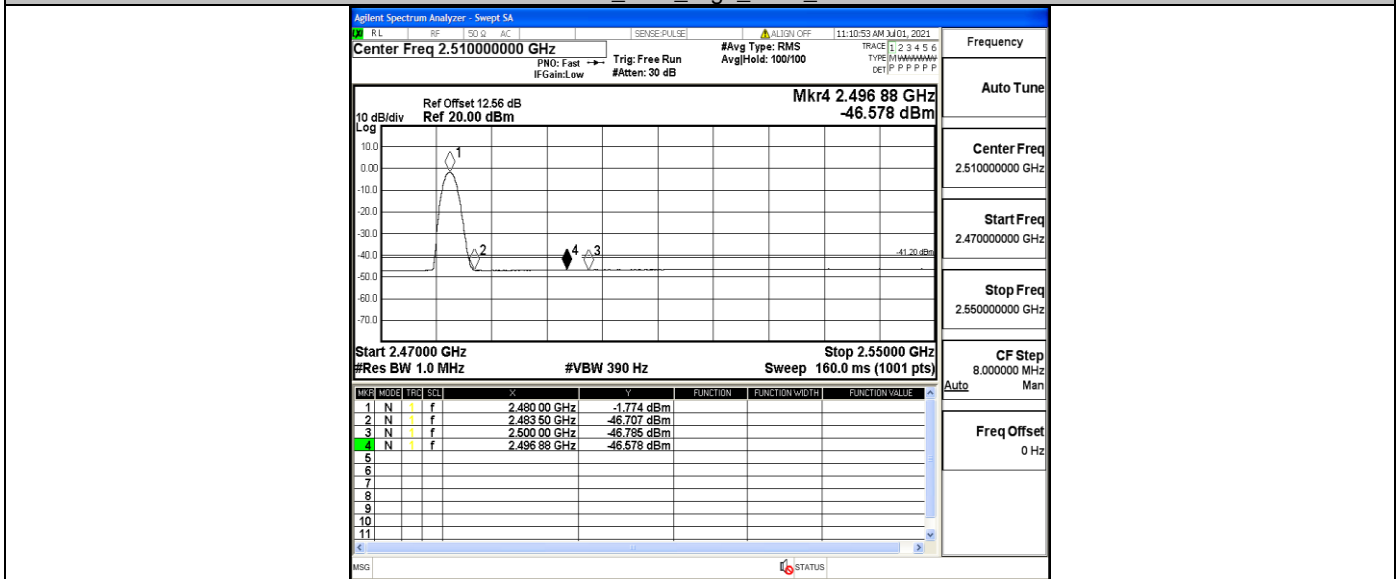 Agilent Spectrum Analyzer - Swept SA
RL RF 50 Ω AC SENSE:PULSE ALIGN OFF 11:10:53 AM Jul 01, 2021
Center Freq 2.510000000 GHz
PNO: Fast
IFGain:Low
Trig: Free Run
#Atten: 30 dB
#Avg Type: RMS
Avg|Hold: 100/100
TRACE 1 2 3 4 5 6
TYPE M
DET P P P P P P
Frequency
Auto Tune
Center Freq
2.510000000 GHz
Start Freq
2.470000000 GHz
Stop Freq
2.550000000 GHz
CF Step
8.000000 MHz
Auto Man
Freq Offset
0 Hz
Mkr4 2.496 88 GHz
-46.578 dBm
Ref Offset 12.56 dB
10 dB/div Ref 20.00 dBm
Log
10.0
0.00
-10.0
-20.0
-30.0
-40.0
-50.0
-60.0
-70.0
1
2
4
3
-41.20 dBm
Start 2.47000 GHz Stop 2.55000 GHz
#Res BW 1.0 MHz #VBW 390 Hz Sweep 160.0 ms (1001 pts)
MKR MODE TRC SCL X Y FUNCTION FUNCTION WIDTH FUNCTION VALUE
1 N 1 f 2.480 00 GHz -1.774 dBm
2 N 1 f 2.483 50 GHz -46.707 dBm
3 N 1 f 2.500 00 GHz -46.785 dBm
4 N 1 f 2.496 88 GHz -46.578 dBm
5
6
7
8
9
10
11
MSG STATUS